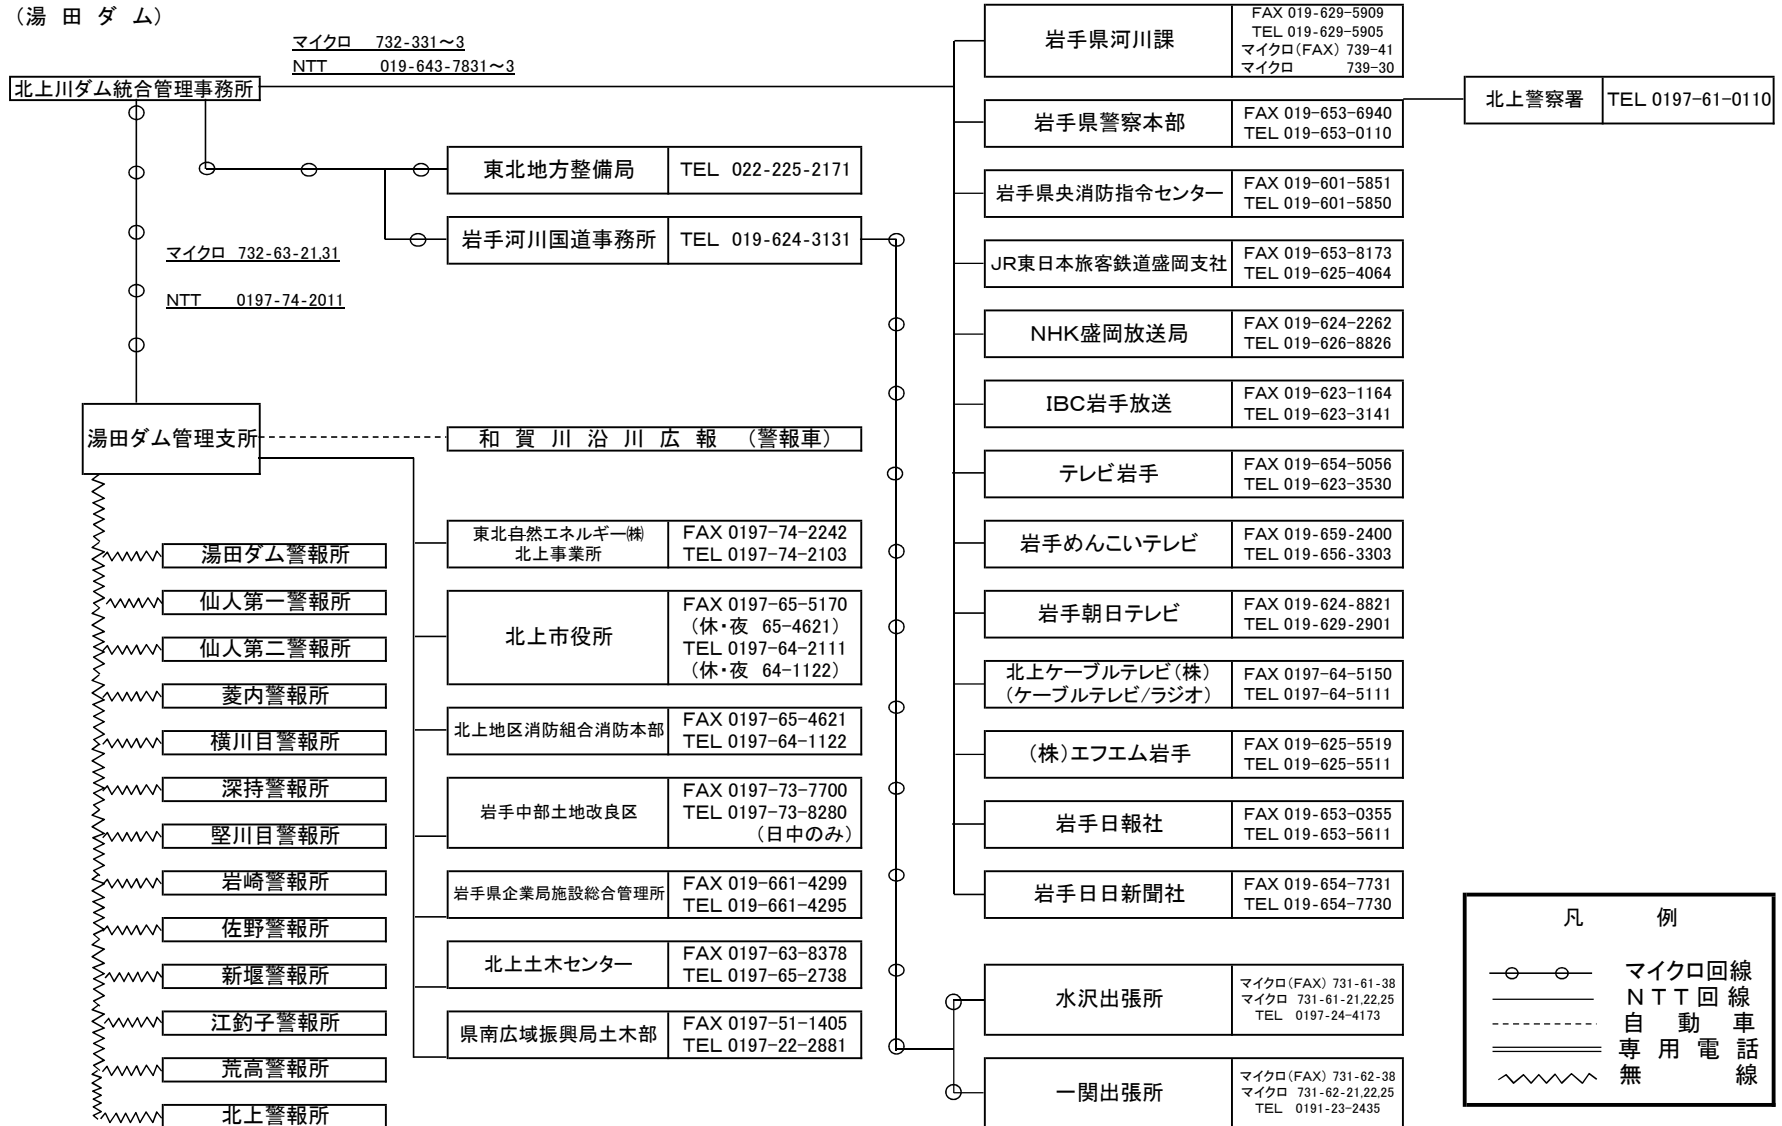 （湯　田　ダ　ム）
マイクロ　732-331～3
NTT　019-643-7831～3
北上川ダム統合管理事務所
東北地方整備局　TEL 022-225-2171
岩手河川国道事務所　TEL 019-624-3131
マイクロ　732-63-21,31
NTT　0197-74-2011
湯田ダム管理支所
和　賀　川　沿　川　広　報　（警報車）
湯田ダム警報所
仙人第一警報所
仙人第二警報所
菱内警報所
横川目警報所
深持警報所
堅川目警報所
岩崎警報所
佐野警報所
新堰警報所
江釣子警報所
荒高警報所
北上警報所
東北自然エネルギー㈱
北上事業所
FAX 0197-74-2242
TEL 0197-74-2103
北上市役所
FAX 0197-65-5170
（休・夜　65-4621）
TEL 0197-64-2111
（休・夜　64-1122）
北上地区消防組合消防本部
FAX 0197-65-4621
TEL 0197-64-1122
岩手中部土地改良区
FAX 0197-73-7700
TEL 0197-73-8280
（日中のみ）
岩手県企業局施設総合管理所
FAX 019-661-4299
TEL 019-661-4295
北上土木センター
FAX 0197-63-8378
TEL 0197-65-2738
県南広域振興局土木部
FAX 0197-51-1405
TEL 0197-22-2881
岩手県河川課
FAX 019-629-5909
TEL 019-629-5905
マイクロ（FAX）739-41
マイクロ　739-30
岩手県警察本部
FAX 019-653-6940
TEL 019-653-0110
北上警察署　TEL 0197-61-0110
岩手県央消防指令センター
FAX 019-601-5851
TEL 019-601-5850
JR東日本旅客鉄道盛岡支社
FAX 019-653-8173
TEL 019-625-4064
NHK盛岡放送局
FAX 019-624-2262
TEL 019-626-8826
IBC岩手放送
FAX 019-623-1164
TEL 019-623-3141
テレビ岩手
FAX 019-654-5056
TEL 019-623-3530
岩手めんこいテレビ
FAX 019-659-2400
TEL 019-656-3303
岩手朝日テレビ
FAX 019-624-8821
TEL 019-629-2901
北上ケーブルテレビ（株）
（ケーブルテレビ/ラジオ）
FAX 0197-64-5150
TEL 0197-64-5111
（株）エフエム岩手
FAX 019-625-5519
TEL 019-625-5511
岩手日報社
FAX 019-653-0355
TEL 019-653-5611
岩手日日新聞社
FAX 019-654-7731
TEL 019-654-7730
水沢出張所
マイクロ（FAX）731-61-38
マイクロ　731-61-21,22,25
TEL　0197-24-4173
一関出張所
マイクロ（FAX）731-62-38
マイクロ　731-62-21,22,25
TEL　0191-23-2435
凡　例
マイクロ回線
ＮＴＴ回線
自　動　車
専　用　電　話
無　線